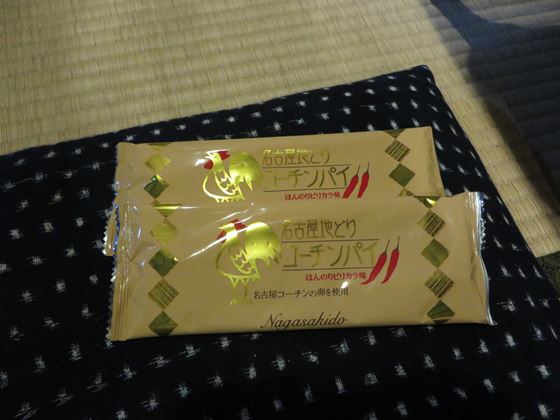 名古屋地どり
コーチンパイ
ほんのりピリカラ味
名古屋地どり
コーチンパイ
ほんのりピリカラ味
名古屋コーチンの卵を使用
Nagasakido